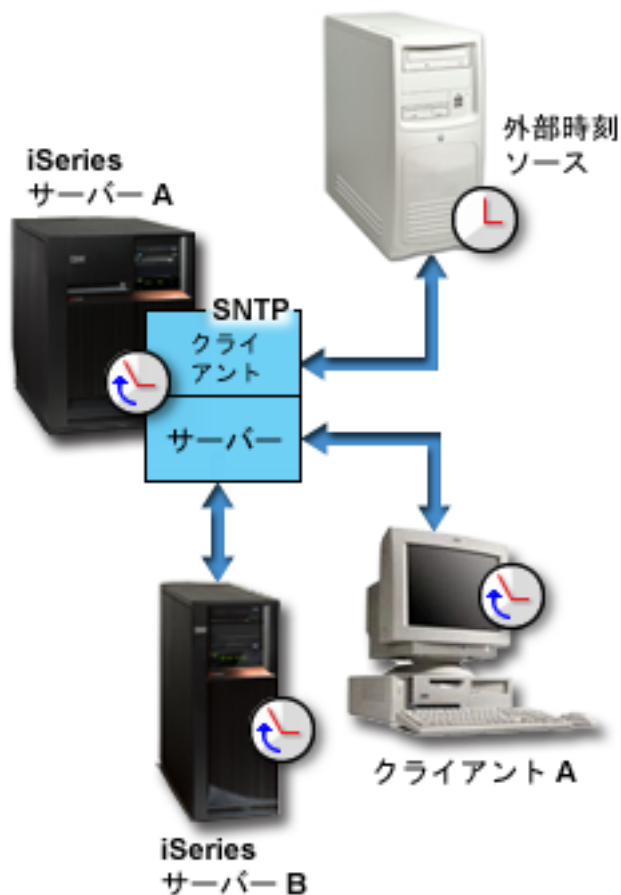 外部時刻
ソース
iSeries
サーバー A
SNTP
クライ
アント
サーバー
クライアント A
iSeries
サーバー B